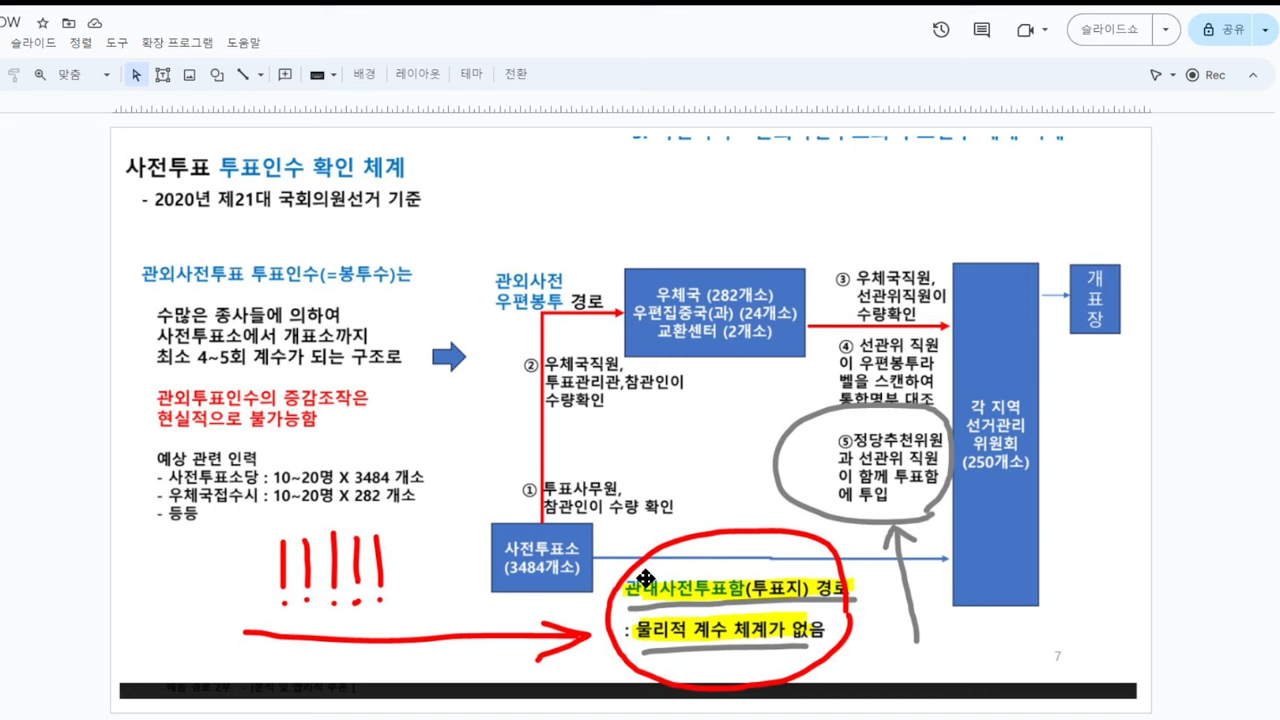 OW
슬라이드 정렬 도구 확장 프로그램 도움말
슬라이드쇼
공유
맞춤
배경 레이아웃 테마 전환
Rec
사전투표 투표인수 확인 체계
- 2020년 제21대 국회의원선거 기준
관외사전투표 투표인수(=봉투수)는
수많은 종사들에 의하여
사전투표소에서 개표소까지
최소 4~5회 계수가 되는 구조로
관외투표인수의 증감조작은
현실적으로 불가능함
예상 관련 인력
- 사전투표소당 : 10~20명 X 3484 개소
- 우체국접수시 : 10~20명 X 282 개소
- 등등
!!!!!
관외사전
우편봉투 경로
우체국 (282개소)
우편집중국(과) (24개소)
교환센터 (2개소)
② 우체국직원,
투표관리관,참관인이
수량확인
① 투표사무원,
참관인이 수량 확인
사전투표소
(3484개소)
③ 우체국직원,
선관위직원이
수량확인
④ 선관위 직원
이 우편봉투라
벨을 스캔하여
통합명부 대조
⑤정당추천위원
과 선관위 직원
이 함께 투표함
에 투입
각 지역
선거관리
위원회
(250개소)
개
표
장
관내사전투표함(투표지) 경로
: 물리적 계수 체계가 없음
7